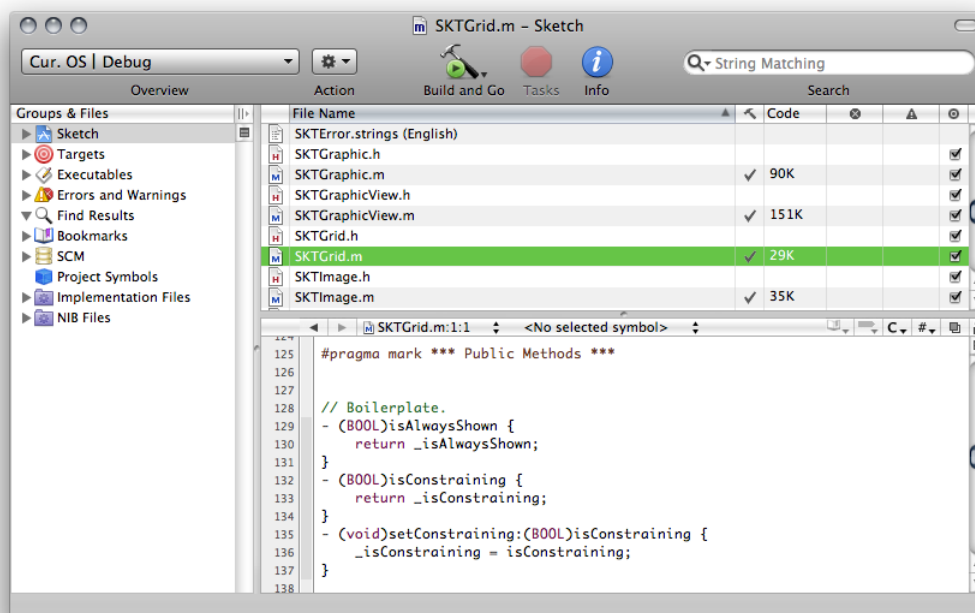 SKTGrid.m – Sketch
Cur. OS | Debug
String Matching
Overview
Action
Build and Go
Tasks
Info
Search
Groups & Files
Sketch
Targets
Executables
Errors and Warnings
Find Results
Bookmarks
SCM
Project Symbols
Implementation Files
NIB Files
File Name
Code
SKTError.strings (English)
SKTGraphic.h
SKTGraphic.m 90K
SKTGraphicView.h
SKTGraphicView.m 151K
SKTGrid.h
SKTGrid.m 29K
SKTImage.h
SKTImage.m 35K
SKTGrid.m:1:1 <No selected symbol> C #
124
125 #pragma mark *** Public Methods ***
126
127
128 // Boilerplate.
129 - (BOOL)isAlwaysShown {
130 return _isAlwaysShown;
131 }
132 - (BOOL)isConstraining {
133 return _isConstraining;
134 }
135 - (void)setConstraining:(BOOL)isConstraining {
136 _isConstraining = isConstraining;
137 }
138